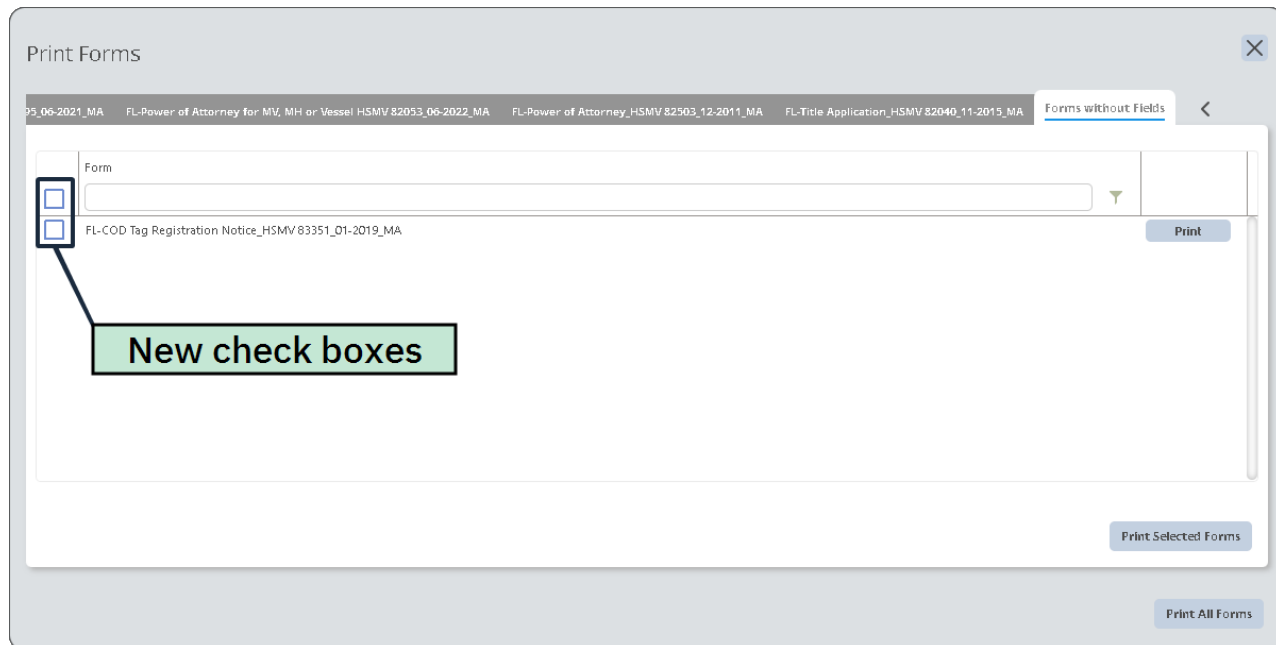 Print Forms
95_06-2021_MA FL-Power of Attorney for MV, MH or Vessel HSMV 82053_06-2022_MA FL-Power of Attorney_HSMV 82503_12-2011_MA FL-Title Application_HSMV 82040_11-2015_MA Forms without Fields
Form
FL-COD Tag Registration Notice_HSMV 83351_01-2019_MA Print
New check boxes
Print Selected Forms
Print All Forms